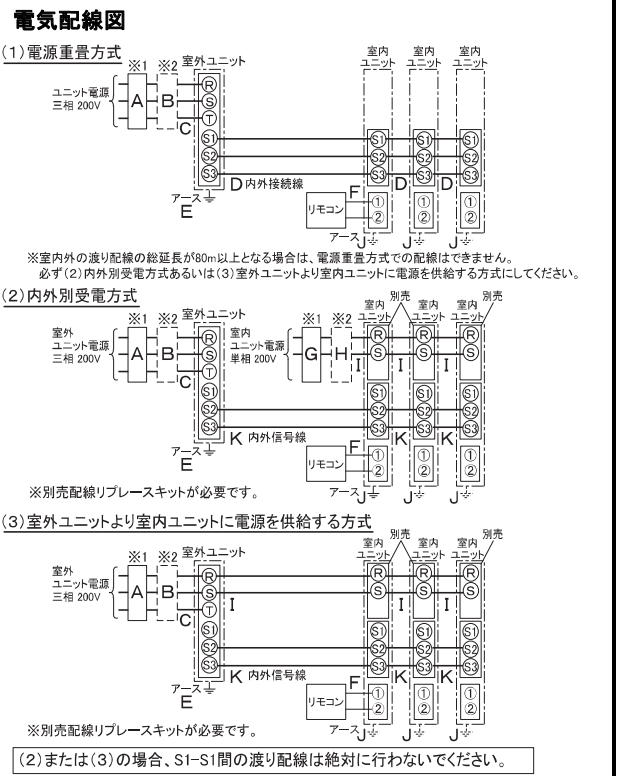 電気配線図
(1)電源重畳方式
※1 ※2 室外ユニット
室内 室内 室内
ユニット ユニット ユニット
ユニット電源
三相 200V
A B R
S
T
C
S1 S1 S1 S1
S2 S2 S2 S2
S3 S3 S3 S3
D 内外接続線 F D D
アース
E
リモコン ① ① ①
② ② ②
アース J J J
※室内外の渡り配線の総延長が80m以上となる場合は、電源重畳方式での配線はできません。
必ず(2)内外別受電方式あるいは(3)室外ユニットより室内ユニットに電源を供給する方式にしてください。
(2)内外別受電方式
※1 ※2 室外ユニット ※1 ※2
室内 別売 室内 室内 別売
ユニット ユニット ユニット
室外
ユニット電源
三相 200V
A B R
S
T
C
室内
ユニット電源
単相 200V
G H R R R
S S S
I I I
S1 S1 S1 S1
S2 S2 S2 S2
S3 S3 S3 S3
K 内外信号線 F K K
アース
E
リモコン ① ① ①
② ② ②
アース J J J
※別売配線リプレースキットが必要です。
(3)室外ユニットより室内ユニットに電源を供給する方式
※1 ※2 室外ユニット
室内 別売 室内 室内 別売
ユニット ユニット ユニット
室外
ユニット電源
三相 200V
A B R R R R
S S S S
T I I I
C
S1 S1 S1 S1
S2 S2 S2 S2
S3 S3 S3 S3
K 内外信号線 F K K
アース
E
リモコン ① ① ①
② ② ②
アース J J J
※別売配線リプレースキットが必要です。
(2)または(3)の場合、S1-S1間の渡り配線は絶対に行わないでください。